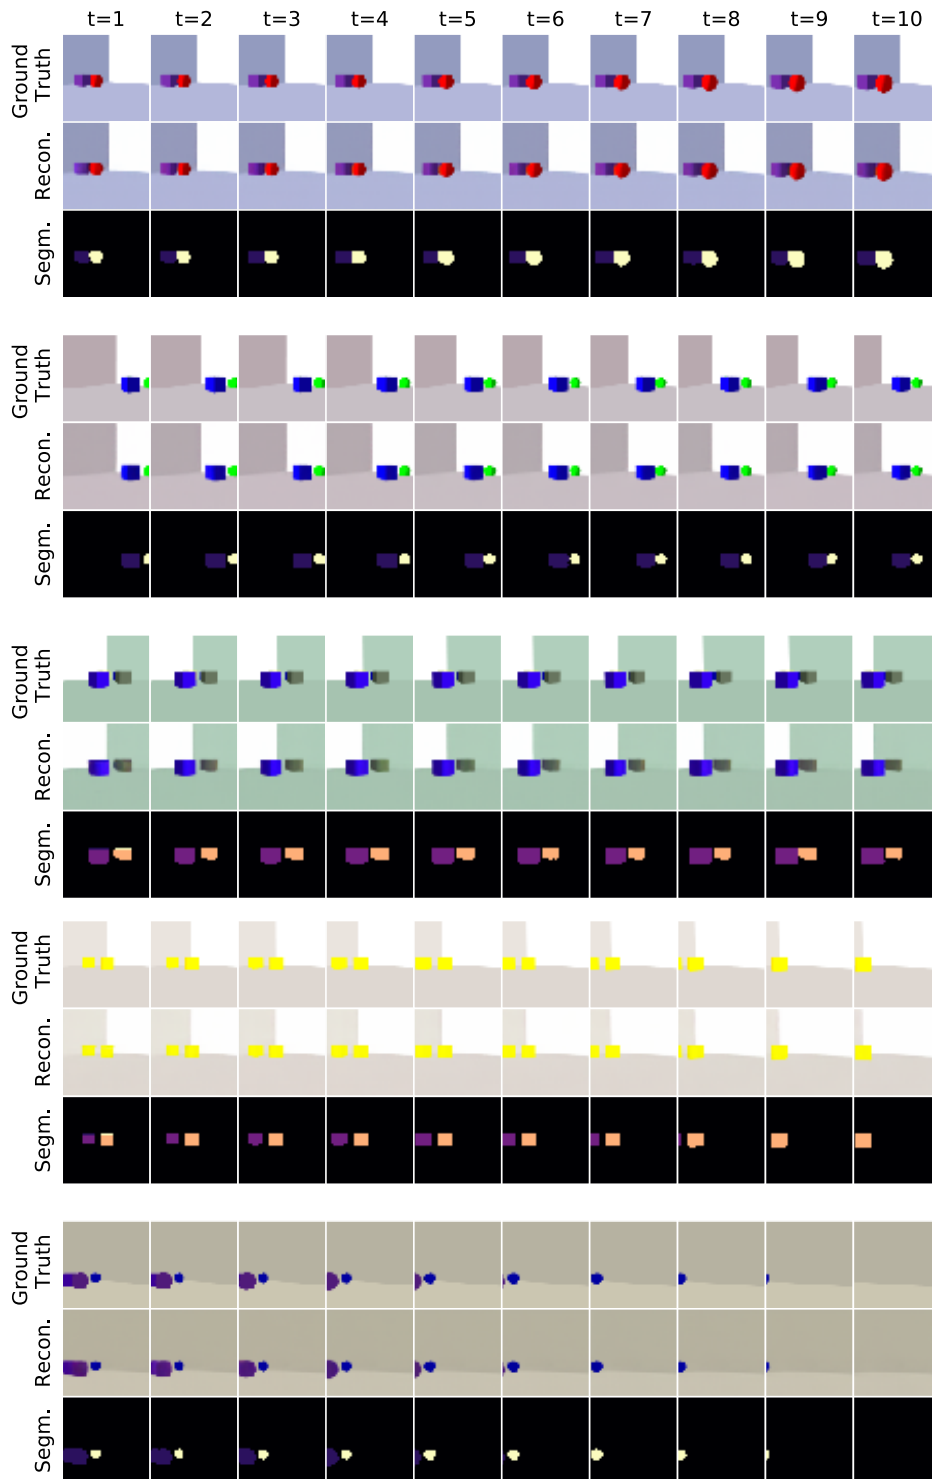 t=1 t=2 t=3 t=4 t=5 t=6 t=7 t=8 t=9 t=10
Ground
Truth
Recon.
Segm.
Ground
Truth
Recon.
Segm.
Ground
Truth
Recon.
Segm.
Ground
Truth
Recon.
Segm.
Ground
Truth
Recon.
Segm.